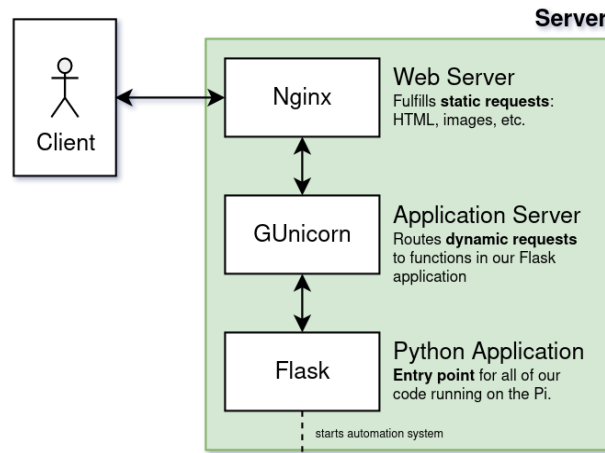 Server
Client
Nginx
Web Server
Fulfills static requests:
HTML, images, etc.
GUnicorn
Application Server
Routes dynamic requests
to functions in our Flask
application
Flask
Python Application
Entry point for all of our
code running on the Pi.
starts automation system